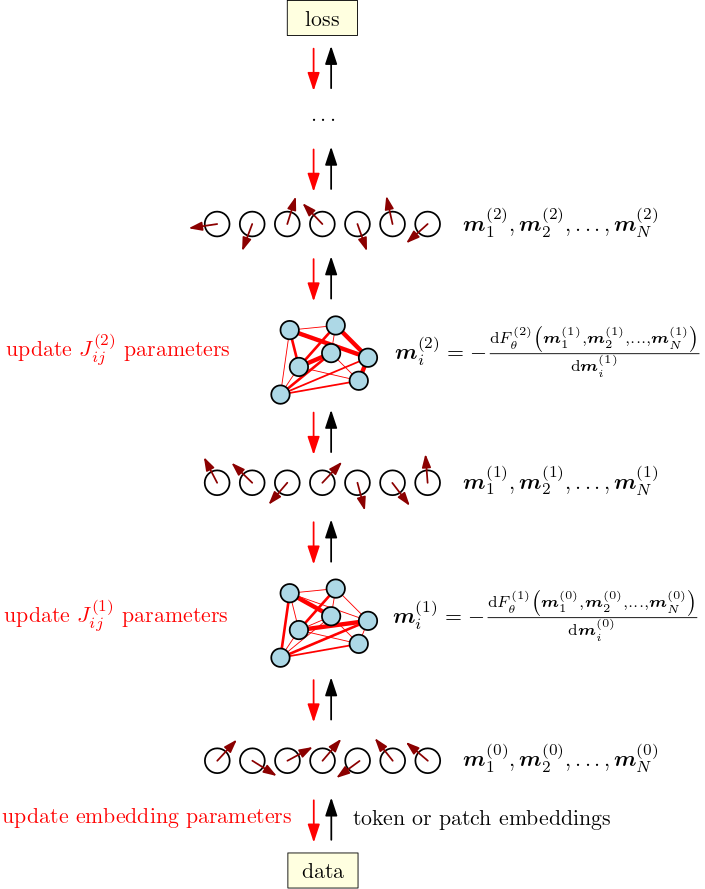 loss
...
$\boldsymbol{m}_1^{(2)}, \boldsymbol{m}_2^{(2)}, \ldots, \boldsymbol{m}_N^{(2)}$
update $J_{ij}^{(2)}$ parameters
$\boldsymbol{m}_i^{(2)} = -\frac{\mathrm{d}F_\theta^{(2)}\left(\boldsymbol{m}_1^{(1)}, \boldsymbol{m}_2^{(1)}, \ldots, \boldsymbol{m}_N^{(1)}\right)}{\mathrm{d}\boldsymbol{m}_i^{(1)}}$
$\boldsymbol{m}_1^{(1)}, \boldsymbol{m}_2^{(1)}, \ldots, \boldsymbol{m}_N^{(1)}$
update $J_{ij}^{(1)}$ parameters
$\boldsymbol{m}_i^{(1)} = -\frac{\mathrm{d}F_\theta^{(1)}\left(\boldsymbol{m}_1^{(0)}, \boldsymbol{m}_2^{(0)}, \ldots, \boldsymbol{m}_N^{(0)}\right)}{\mathrm{d}\boldsymbol{m}_i^{(0)}}$
$\boldsymbol{m}_1^{(0)}, \boldsymbol{m}_2^{(0)}, \ldots, \boldsymbol{m}_N^{(0)}$
update embedding parameters
token or patch embeddings
data